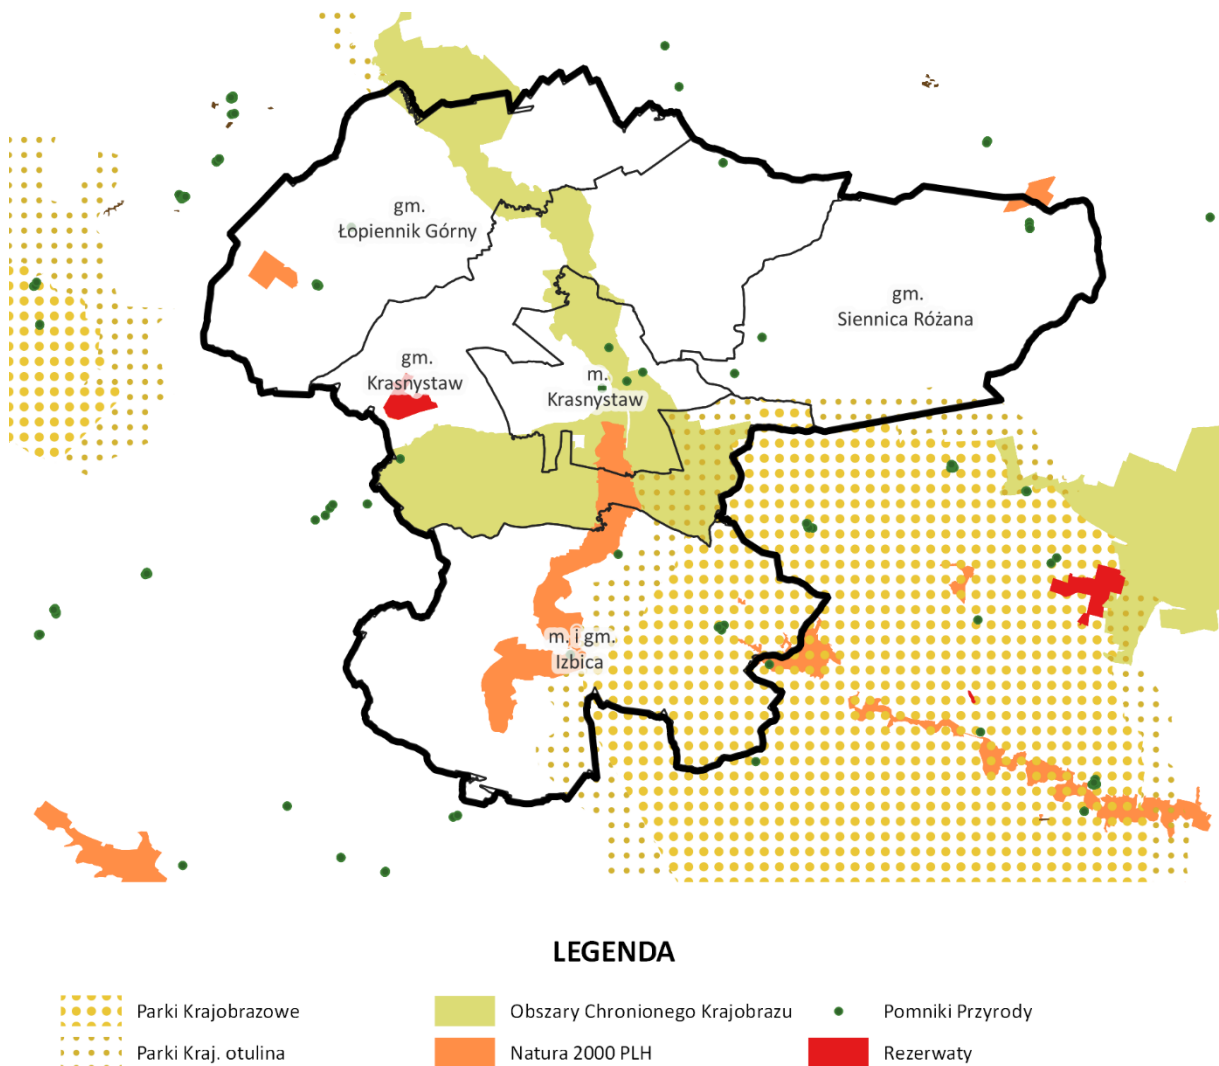 gm.
Łopiennik Górny
gm.
Siennica Różana
gm.
Krasnystaw
m.
Krasnystaw
m. i gm.
Izbica
LEGENDA
Parki Krajobrazowe
Obszary Chronionego Krajobrazu
Pomniki Przyrody
Parki Kraj. otulina
Natura 2000 PLH
Rezerwaty